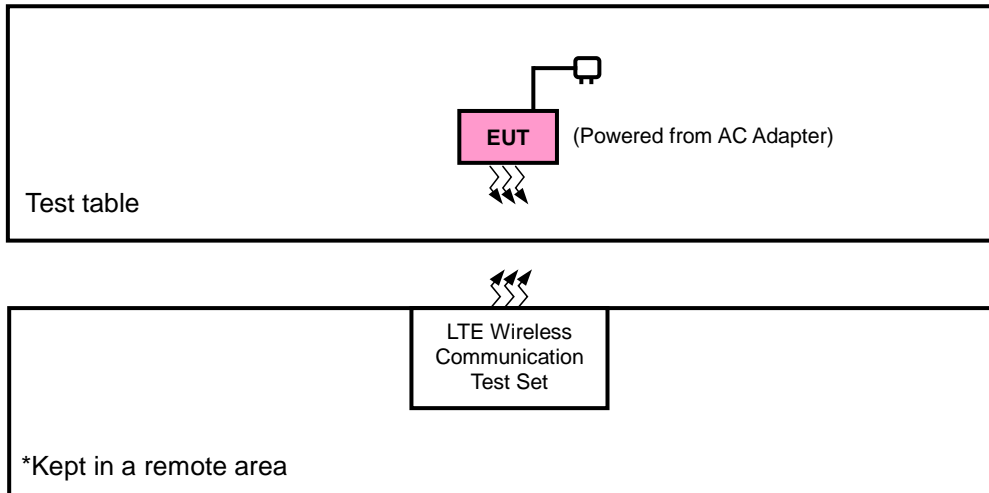 EUT
(Powered from AC Adapter)
Test table
LTE Wireless
Communication
Test Set
*Kept in a remote area